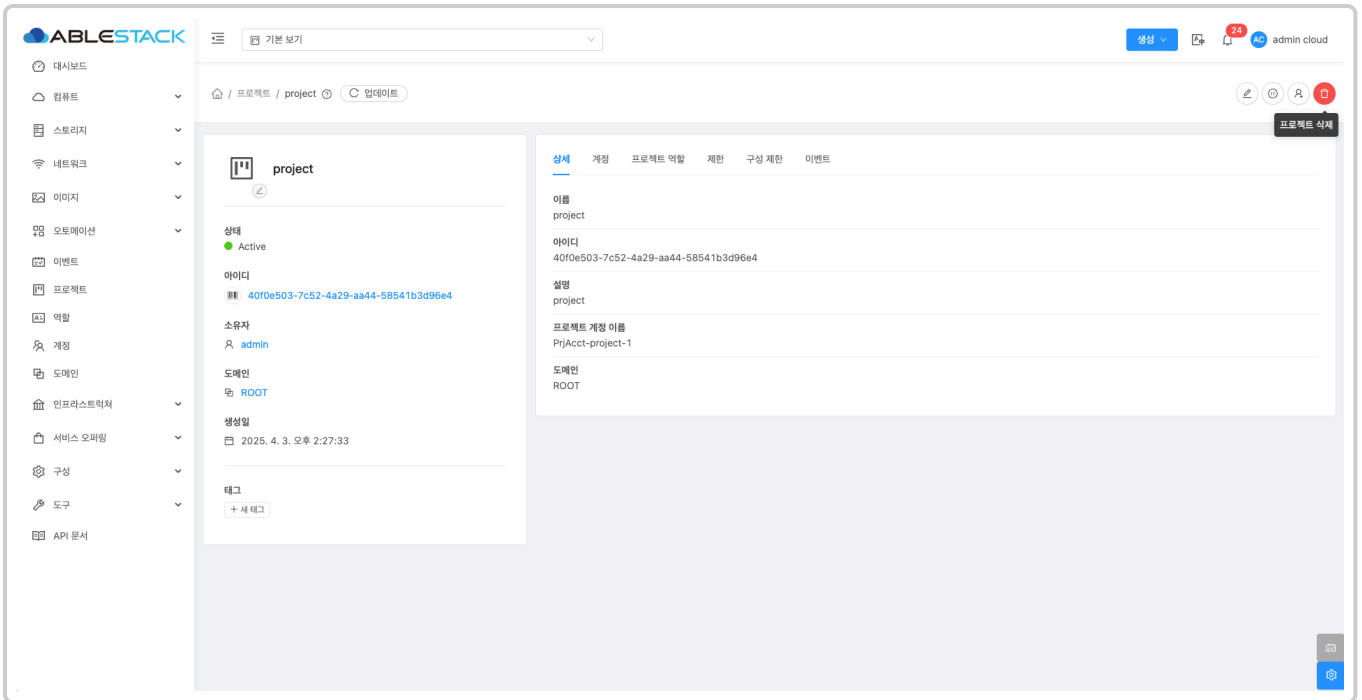 ABLESTACK
기본 보기
생성
24
AC
admin cloud
대시보드
컴퓨트
스토리지
네트워크
이미지
오토메이션
이벤트
프로젝트
역할
계정
도메인
인프라스트럭쳐
서비스 오퍼링
구성
도구
API 문서
/ 프로젝트 / project
업데이트
프로젝트 삭제
project
상태
Active
아이디
40f0e503-7c52-4a29-aa44-58541b3d96e4
소유자
admin
도메인
ROOT
생성일
2025. 4. 3. 오후 2:27:33
태그
+ 새 태그
상세 계정 프로젝트 역할 제한 구성 제한 이벤트
이름
project
아이디
40f0e503-7c52-4a29-aa44-58541b3d96e4
설명
project
프로젝트 계정 이름
PrjAcct-project-1
도메인
ROOT